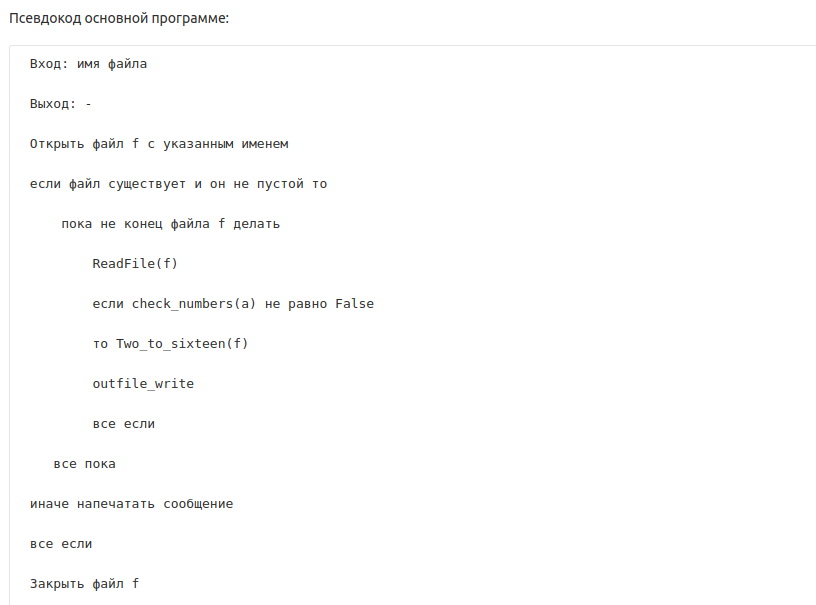 Псевдокод основной программе:
Вход: имя файла
Выход: -
Открыть файл f с указанным именем
если файл существует и он не пустой то
пока не конец файла f делать
ReadFile(f)
если check_numbers(a) не равно False
то Two_to_sixteen(f)
outfile_write
все если
все пока
иначе напечатать сообщение
все если
Закрыть файл f